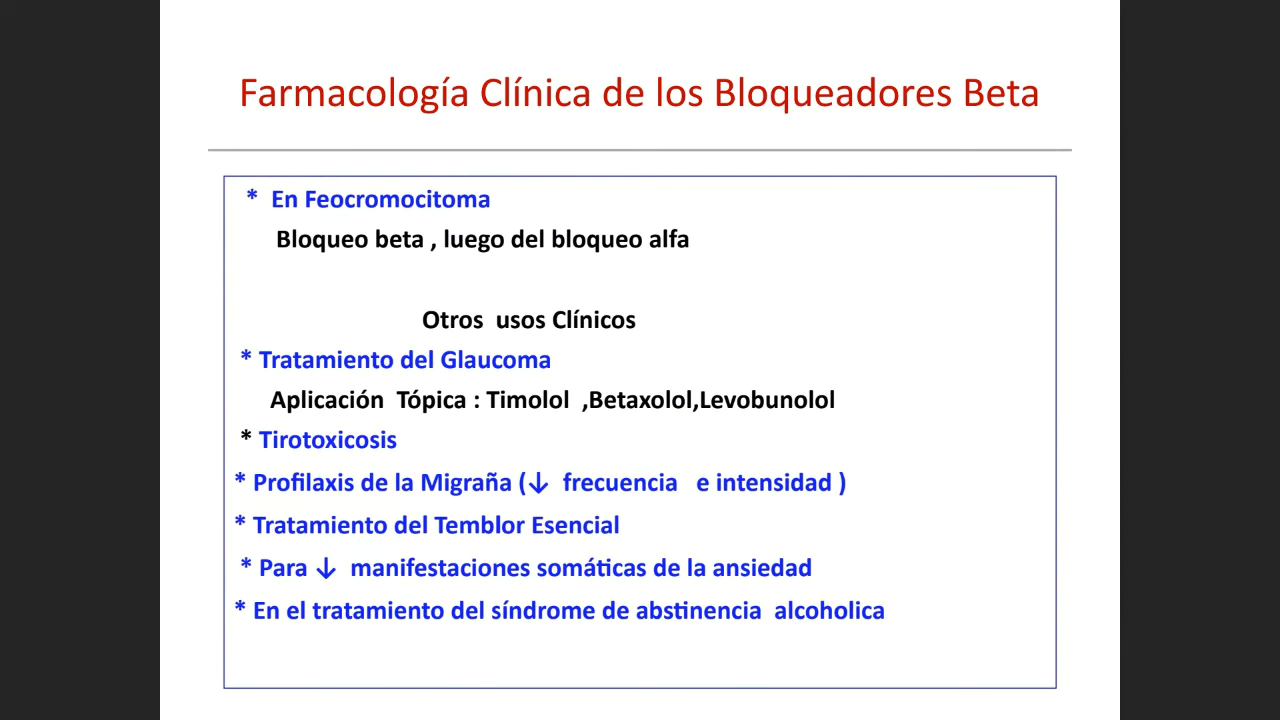 Farmacología Clínica de los Bloqueadores Beta
* En Feocromocitoma
Bloqueo beta , luego del bloqueo alfa
Otros usos Clínicos
* Tratamiento del Glaucoma
Aplicación Tópica : Timolol ,Betaxolol,Levobunolol
* Tirotoxicosis
* Profilaxis de la Migraña (↓ frecuencia e intensidad )
* Tratamiento del Temblor Esencial
* Para ↓ manifestaciones somáticas de la ansiedad
* En el tratamiento del síndrome de abstinencia alcoholica